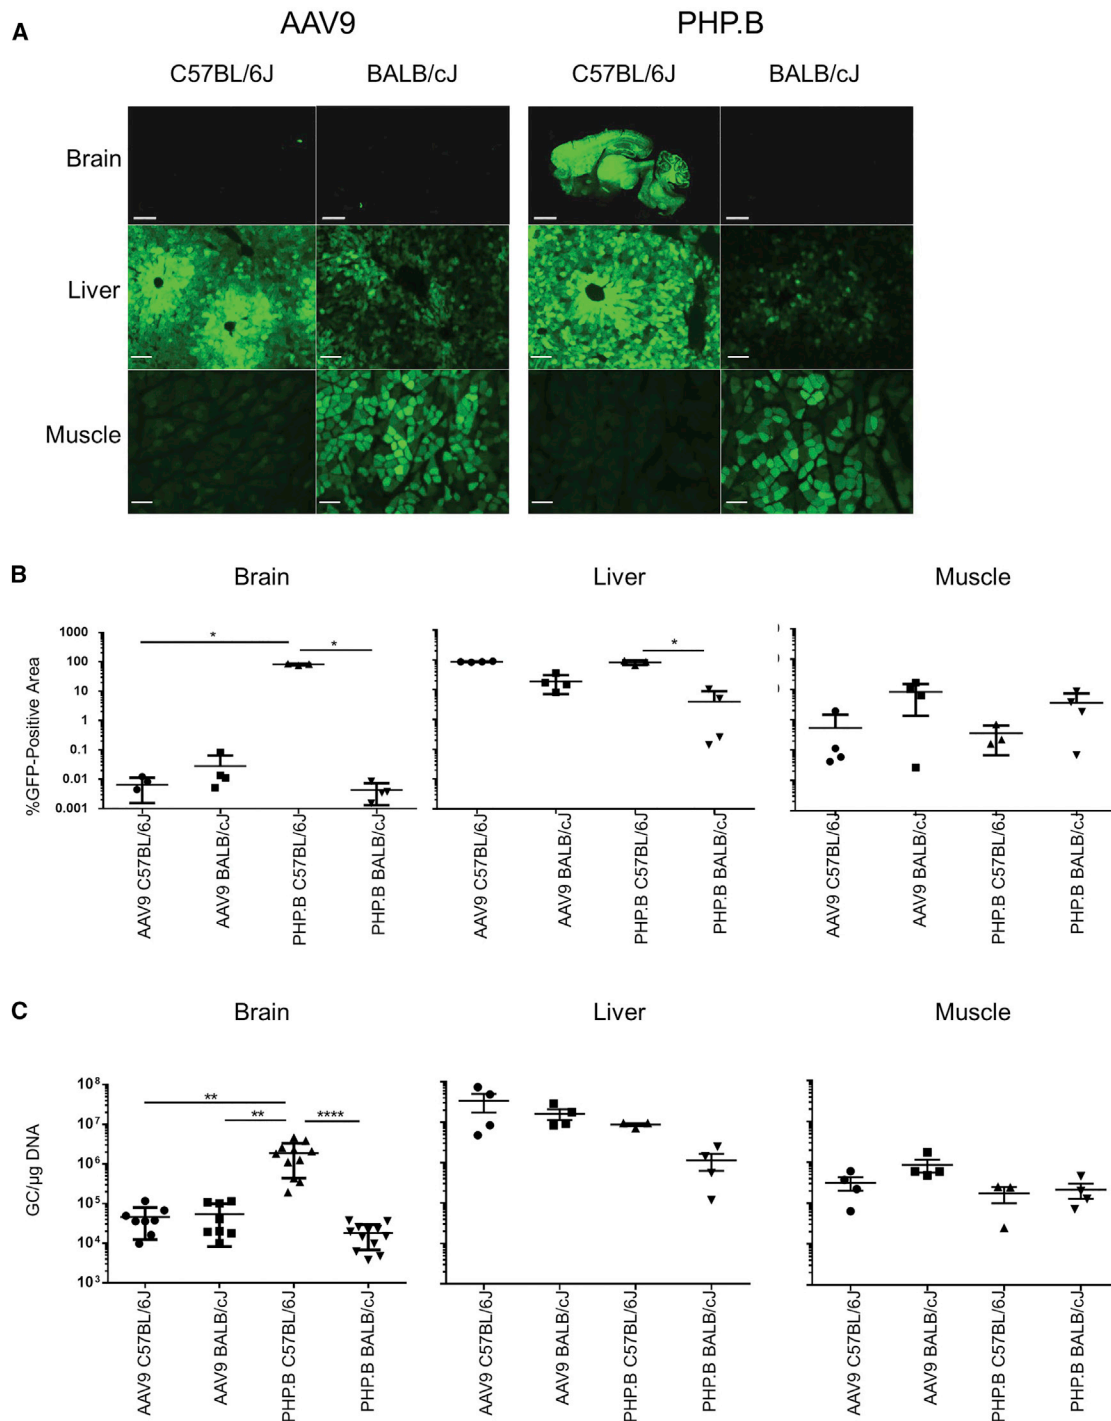 A
AAV9 PHP.B
C57BL/6J BALB/cJ C57BL/6J BALB/cJ
Brain
Liver
Muscle
B
Brain Liver Muscle
%GFP-Positive Area
1000
100
10
1
0.1
0.01
0.001
* * *
AAV9 C57BL/6J AAV9 BALB/cJ PHP.B C57BL/6J PHP.B BALB/cJ
AAV9 C57BL/6J AAV9 BALB/cJ PHP.B C57BL/6J PHP.B BALB/cJ
AAV9 C57BL/6J AAV9 BALB/cJ PHP.B C57BL/6J PHP.B BALB/cJ
C
Brain Liver Muscle
GC/µg DNA
10⁸
10⁷
10⁶
10⁵
10⁴
10³
**
** ****
AAV9 C57BL/6J AAV9 BALB/cJ PHP.B C57BL/6J PHP.B BALB/cJ
AAV9 C57BL/6J AAV9 BALB/cJ PHP.B C57BL/6J PHP.B BALB/cJ
AAV9 C57BL/6J AAV9 BALB/cJ PHP.B C57BL/6J PHP.B BALB/cJ